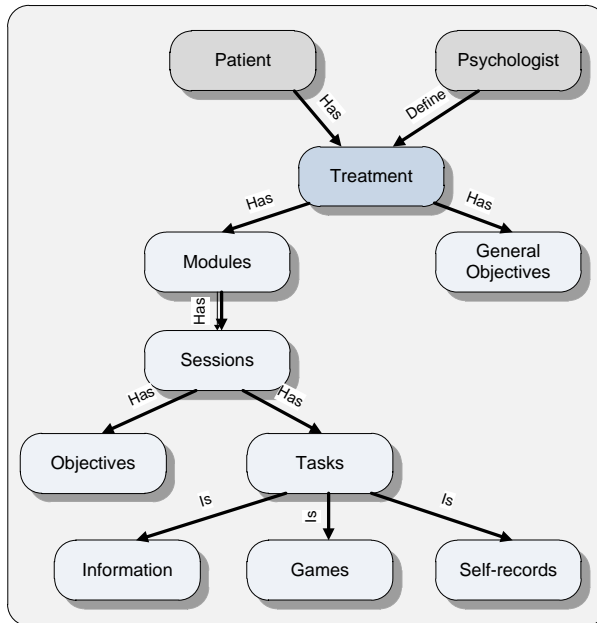 Patient
Psychologist
Has
Define
Treatment
Has
Has
Modules
General
Objectives
Has
Sessions
Has
Has
Objectives
Tasks
Is
Is
Is
Information
Games
Self-records